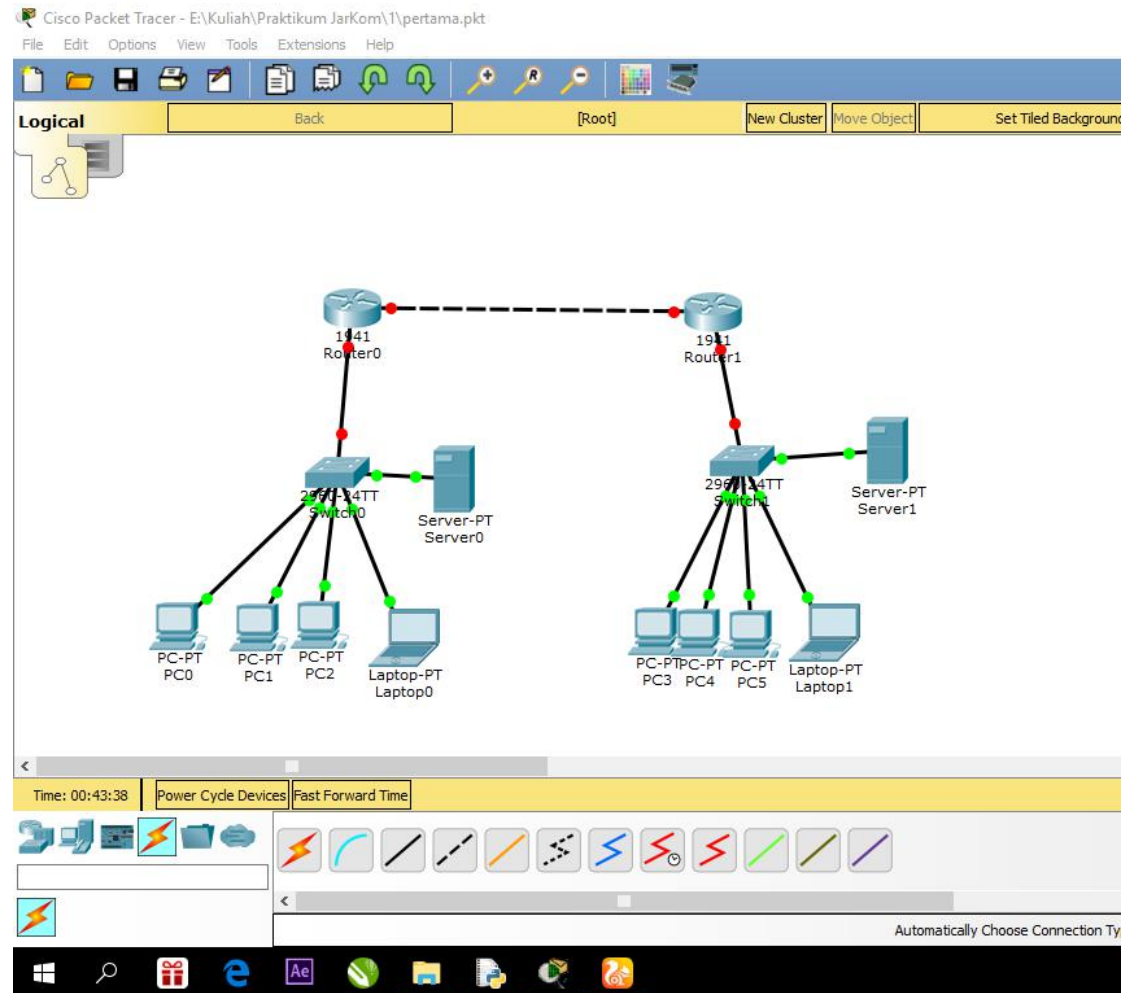 Cisco Packet Tracer - E:\Kuliah\Praktikum JarKom\1\pertama.pkt
File Edit Options View Tools Extensions Help
Logical Back [Root] New Cluster Move Object Set Tiled Background
1941
Router0
1941
Router1
2960-24TT
Switch0
Server-PT
Server0
2960-24TT
Switch1
Server-PT
Server1
PC-PT
PC0
PC-PT
PC1
PC-PT
PC2
Laptop-PT
Laptop0
PC-PT
PC3
PC-PT
PC4
PC-PT
PC5
Laptop-PT
Laptop1
Time: 00:43:38 Power Cycle Devices Fast Forward Time
Automatically Choose Connection Ty
Ae